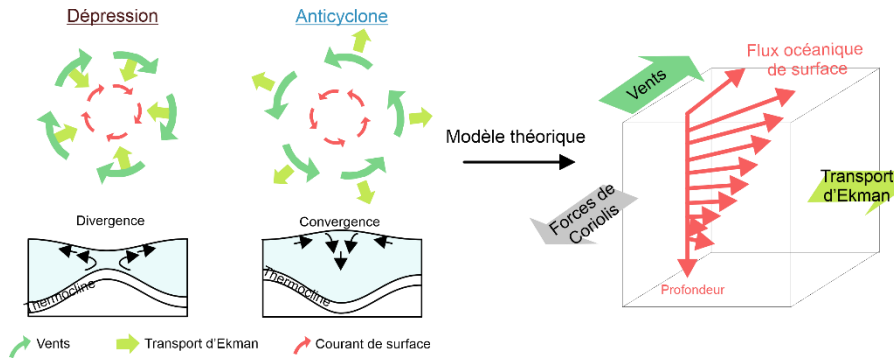 Dépression
Anticyclone
Vents
Flux océanique
de surface
Modèle théorique
Transport
d'Ekman
Forces de
Coriolis
Divergence
Convergence
Thermocline
Thermocline
Profondeur
Vents
Transport d'Ekman
Courant de surface